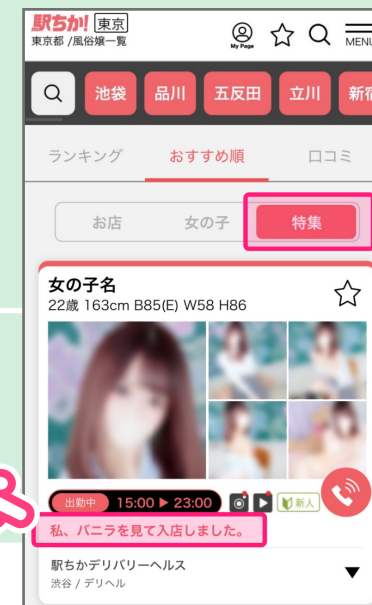 駅ちか! 東京
東京都 /風俗嬢一覧
My Page
MENU
池袋 品川 五反田 立川 新宿
ランキング おすすめ順 口コミ
お店 女の子 特集
女の子名
22歳 163cm B85(E) W58 H86
出勤中 15:00 ▶ 23:00 新人
私、バニラを見て入店しました。
駅ちかデリバリーヘルス
渋谷 / デリヘル